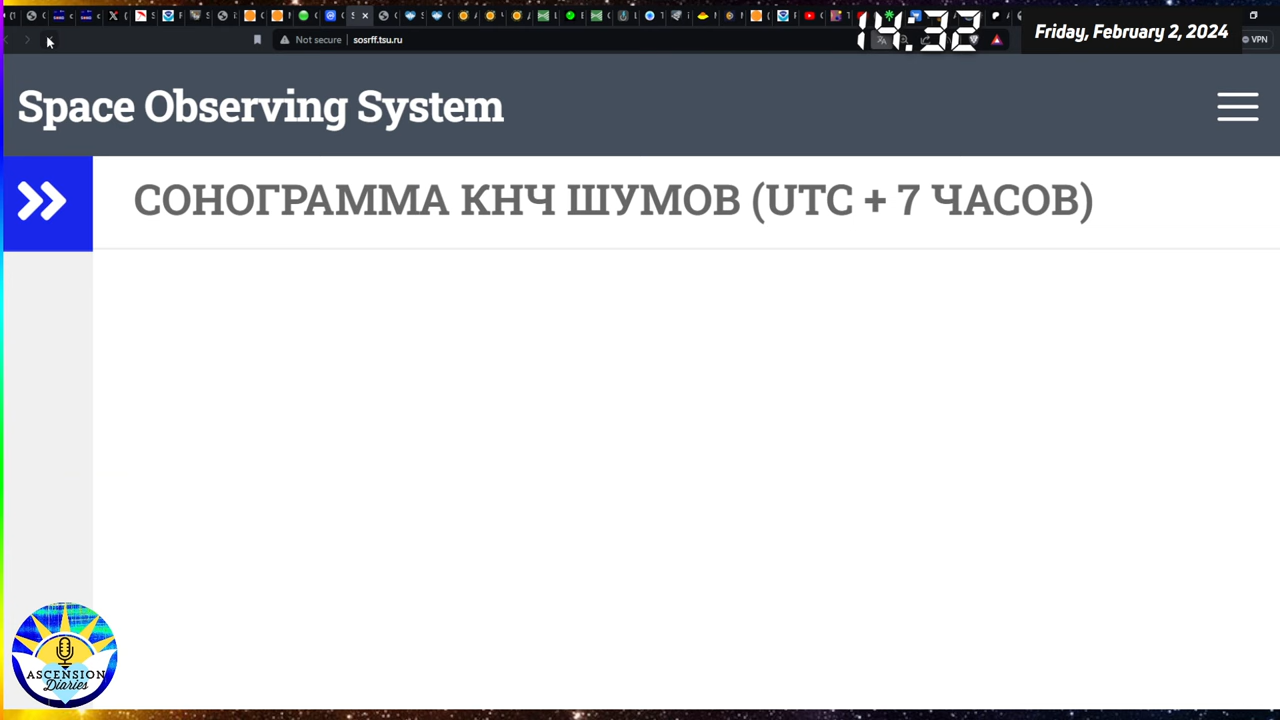 14:32
Friday, February 2, 2024
Not secure
sosrff.tsu.ru
VPN
Space Observing System
СОНОГРАММА КНЧ ШУМОВ (UTC + 7 ЧАСОВ)
ASCENSION
Diaries